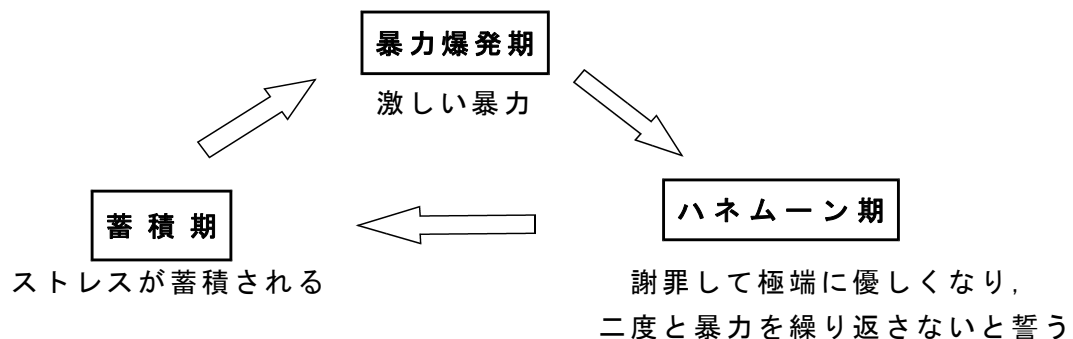 暴力爆発期
激しい暴力
蓄積期
ストレスが蓄積される
ハネムーン期
謝罪して極端に優しくなり,
二度と暴力を繰り返さないと誓う